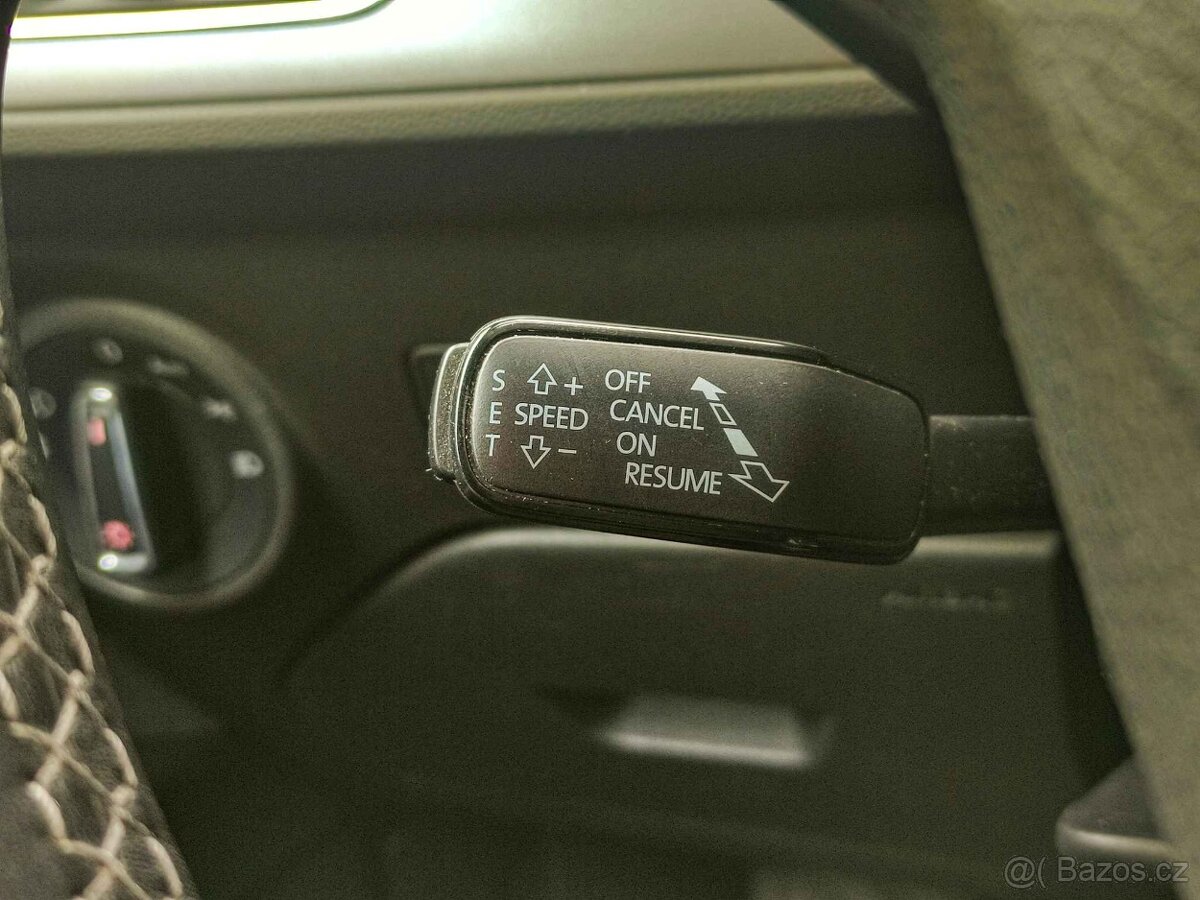 S
E
T
+
SPEED
−
OFF
CANCEL
ON
RESUME
@( Bazos.cz